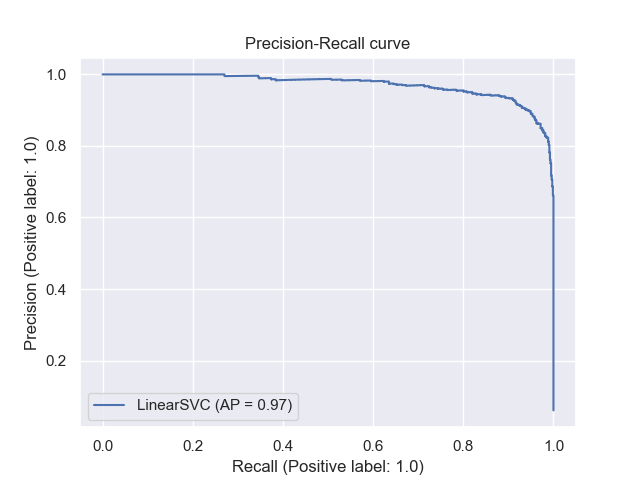 Precision-Recall curve
1.0
0.8
0.6
0.4
0.2
Precision (Positive label: 1.0)
LinearSVC (AP = 0.97)
0.0 0.2 0.4 0.6 0.8 1.0
Recall (Positive label: 1.0)